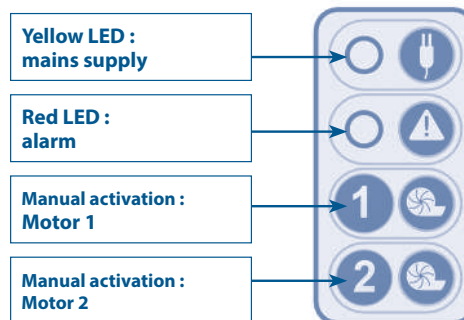 Yellow LED :
mains supply
Red LED :
alarm
Manual activation :
Motor 1
1
Manual activation :
Motor 2
2